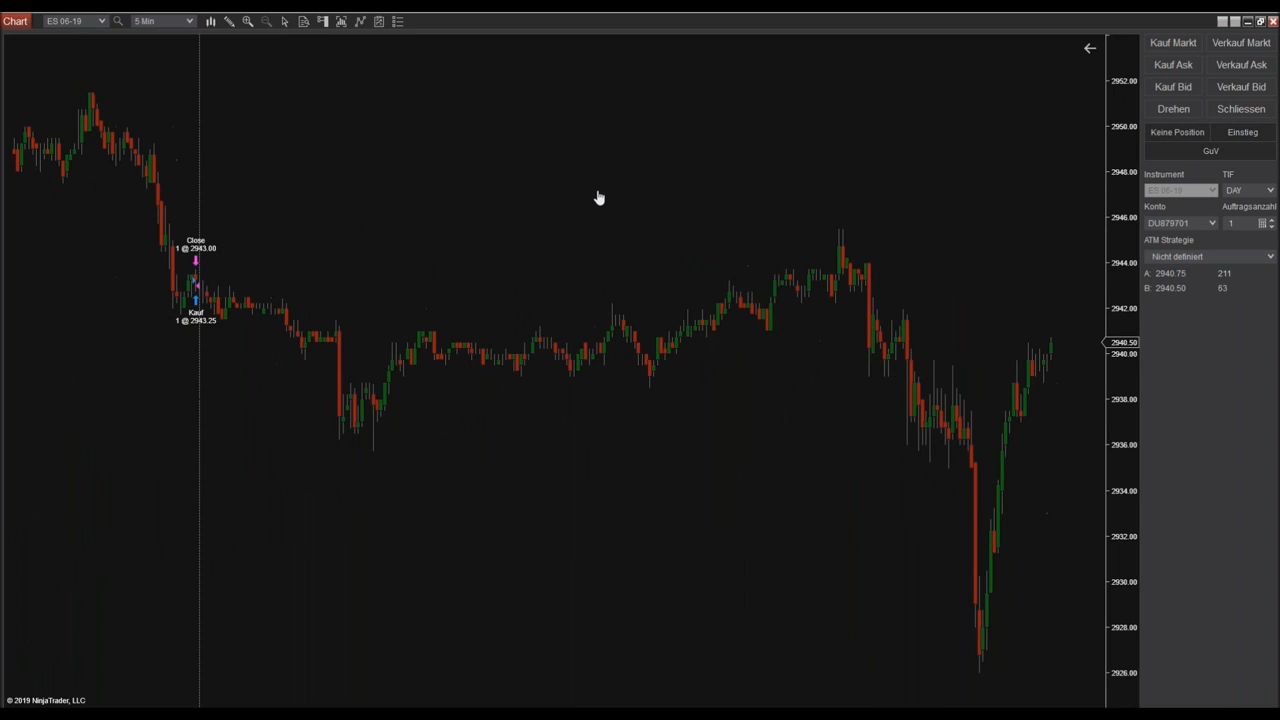 Chart ES 06-19 5 Min
Kauf Markt Verkauf Markt
Kauf Ask Verkauf Ask
Kauf Bid Verkauf Bid
Drehen Schliessen
Keine Position Einstieg
GuV
Instrument TIF
ES 06-19 DAY
Konto Auftragsanzahl
DU879701 1
ATM Strategie
Nicht definiert
A: 2940.75 211
B: 2940.50 63
Close
1 @ 2943.00
Kauf
1 @ 2943.25
2952.00
2950.00
2948.00
2946.00
2944.00
2942.00
2940.50
2940.00
2938.00
2936.00
2934.00
2932.00
2930.00
2928.00
2926.00
© 2019 NinjaTrader, LLC